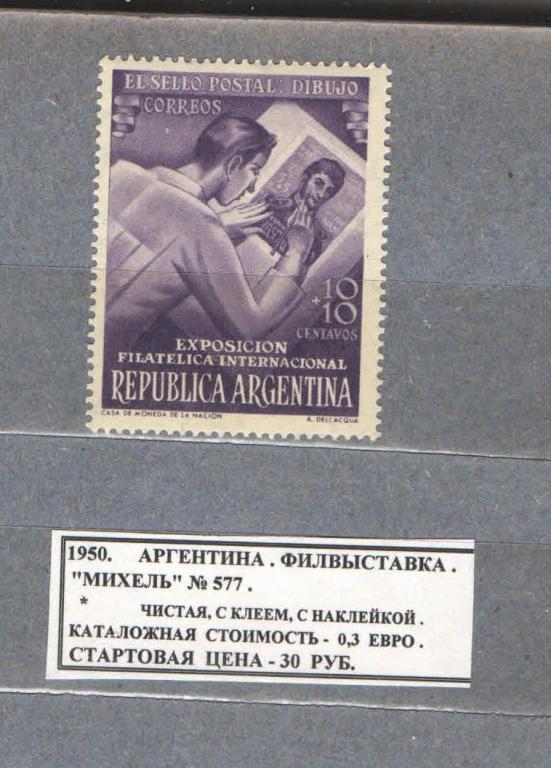 EL SELLO POSTAL: DIBUJO
CORREOS
10
+10
CENTAVOS
EXPOSICION
FILATELICA INTERNACIONAL
REPUBLICA ARGENTINA
CASA DE MONEDA DE LA NACION A. DELL'ACQUA
1950. АРГЕНТИНА . ФИЛВЫСТАВКА .
"МИХЕЛЬ" № 577 .
* ЧИСТАЯ, С КЛЕЕМ, С НАКЛЕЙКОЙ .
КАТАЛОЖНАЯ СТОИМОСТЬ - 0,3 ЕВРО .
СТАРТОВАЯ ЦЕНА - 30 РУБ.